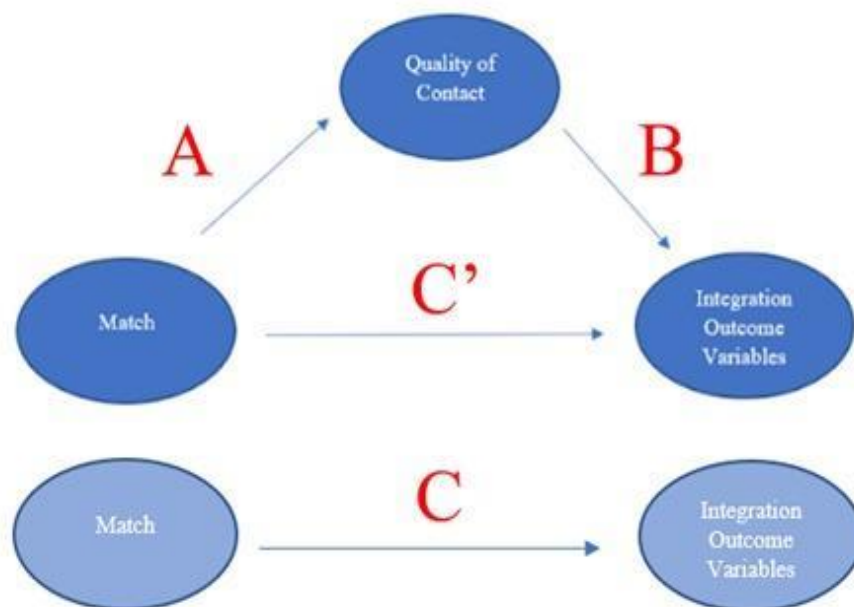 Quality of
Contact
A
B
C’
Match
Integration
Outcome
Variables
C
Match
Integration
Outcome
Variables